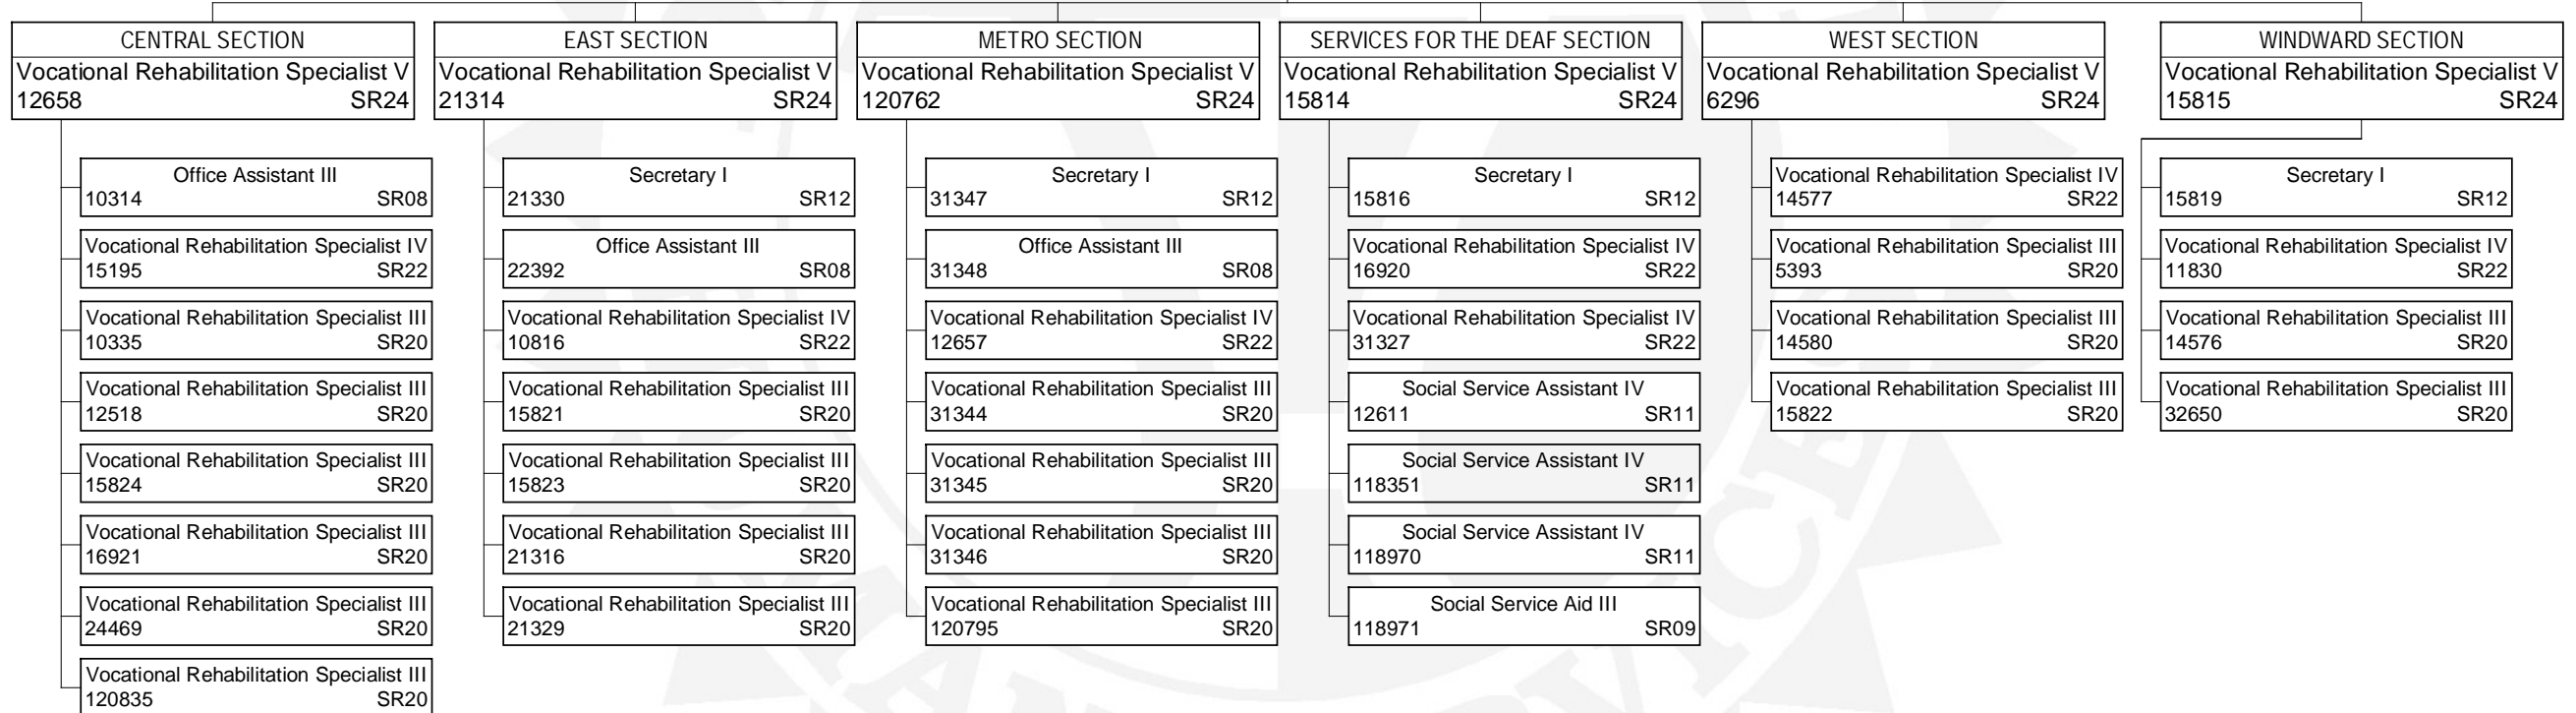 CENTRAL SECTION
Vocational Rehabilitation Specialist V
12658 SR24
Office Assistant III
10314 SR08
Vocational Rehabilitation Specialist IV
15195 SR22
Vocational Rehabilitation Specialist III
10335 SR20
Vocational Rehabilitation Specialist III
12518 SR20
Vocational Rehabilitation Specialist III
15824 SR20
Vocational Rehabilitation Specialist III
16921 SR20
Vocational Rehabilitation Specialist III
24469 SR20
Vocational Rehabilitation Specialist III
120835 SR20
EAST SECTION
Vocational Rehabilitation Specialist V
21314 SR24
Secretary I
21330 SR12
Office Assistant III
22392 SR08
Vocational Rehabilitation Specialist IV
10816 SR22
Vocational Rehabilitation Specialist III
15821 SR20
Vocational Rehabilitation Specialist III
15823 SR20
Vocational Rehabilitation Specialist III
21316 SR20
Vocational Rehabilitation Specialist III
21329 SR20
METRO SECTION
Vocational Rehabilitation Specialist V
120762 SR24
Secretary I
31347 SR12
Office Assistant III
31348 SR08
Vocational Rehabilitation Specialist IV
12657 SR22
Vocational Rehabilitation Specialist III
31344 SR20
Vocational Rehabilitation Specialist III
31345 SR20
Vocational Rehabilitation Specialist III
31346 SR20
Vocational Rehabilitation Specialist III
120795 SR20
SERVICES FOR THE DEAF SECTION
Vocational Rehabilitation Specialist V
15814 SR24
Secretary I
15816 SR12
Vocational Rehabilitation Specialist IV
16920 SR22
Vocational Rehabilitation Specialist IV
31327 SR22
Social Service Assistant IV
12611 SR11
Social Service Assistant IV
118351 SR11
Social Service Assistant IV
118970 SR11
Social Service Aid III
118971 SR09
WEST SECTION
Vocational Rehabilitation Specialist V
6296 SR24
Vocational Rehabilitation Specialist IV
14577 SR22
Vocational Rehabilitation Specialist III
5393 SR20
Vocational Rehabilitation Specialist III
14580 SR20
Vocational Rehabilitation Specialist III
15822 SR20
WINDWARD SECTION
Vocational Rehabilitation Specialist V
15815 SR24
Secretary I
15819 SR12
Vocational Rehabilitation Specialist IV
11830 SR22
Vocational Rehabilitation Specialist III
14576 SR20
Vocational Rehabilitation Specialist III
32650 SR20